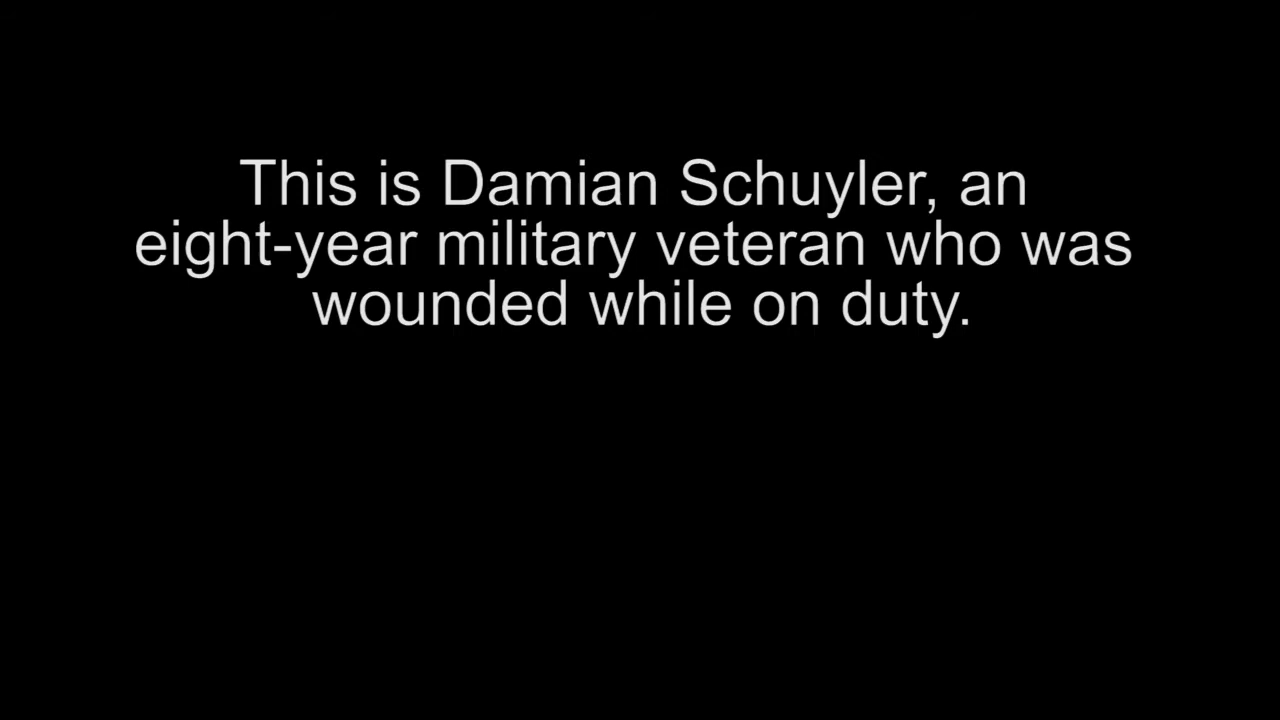 This is Damian Schuyler, an
eight-year military veteran who was
wounded while on duty.